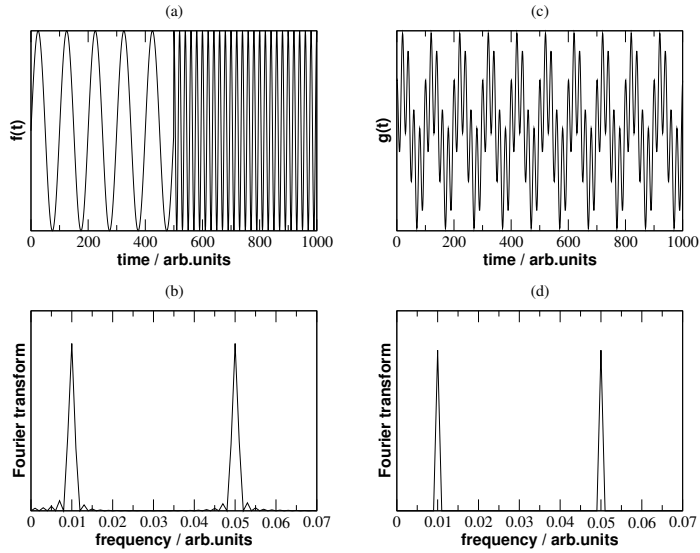 (a)
f(t)
0 200 400 600 800 1000
time / arb.units
(c)
g(t)
0 200 400 600 800 1000
time / arb.units
(b)
Fourier transform
0 0.01 0.02 0.03 0.04 0.05 0.06 0.07
frequency / arb.units
(d)
Fourier transform
0 0.01 0.02 0.03 0.04 0.05 0.06 0.07
frequency / arb.units